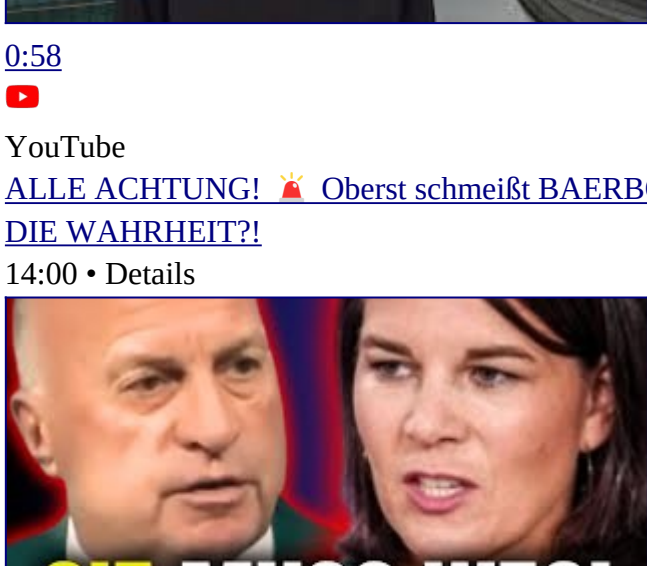 0:58
YouTube
ALLE ACHTUNG! 🚨 Oberst schmeißt
DIE WAHRHEIT?!
14:00 • Details